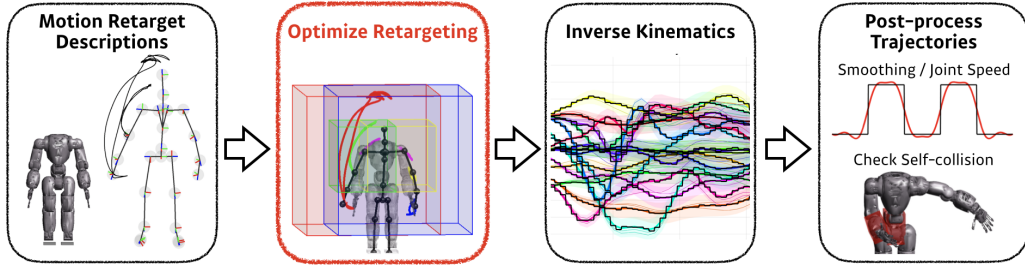 Motion Retarget
Descriptions
Optimize Retargeting
Inverse Kinematics
Post-process
Trajectories
Smoothing / Joint Speed
Check Self-collision